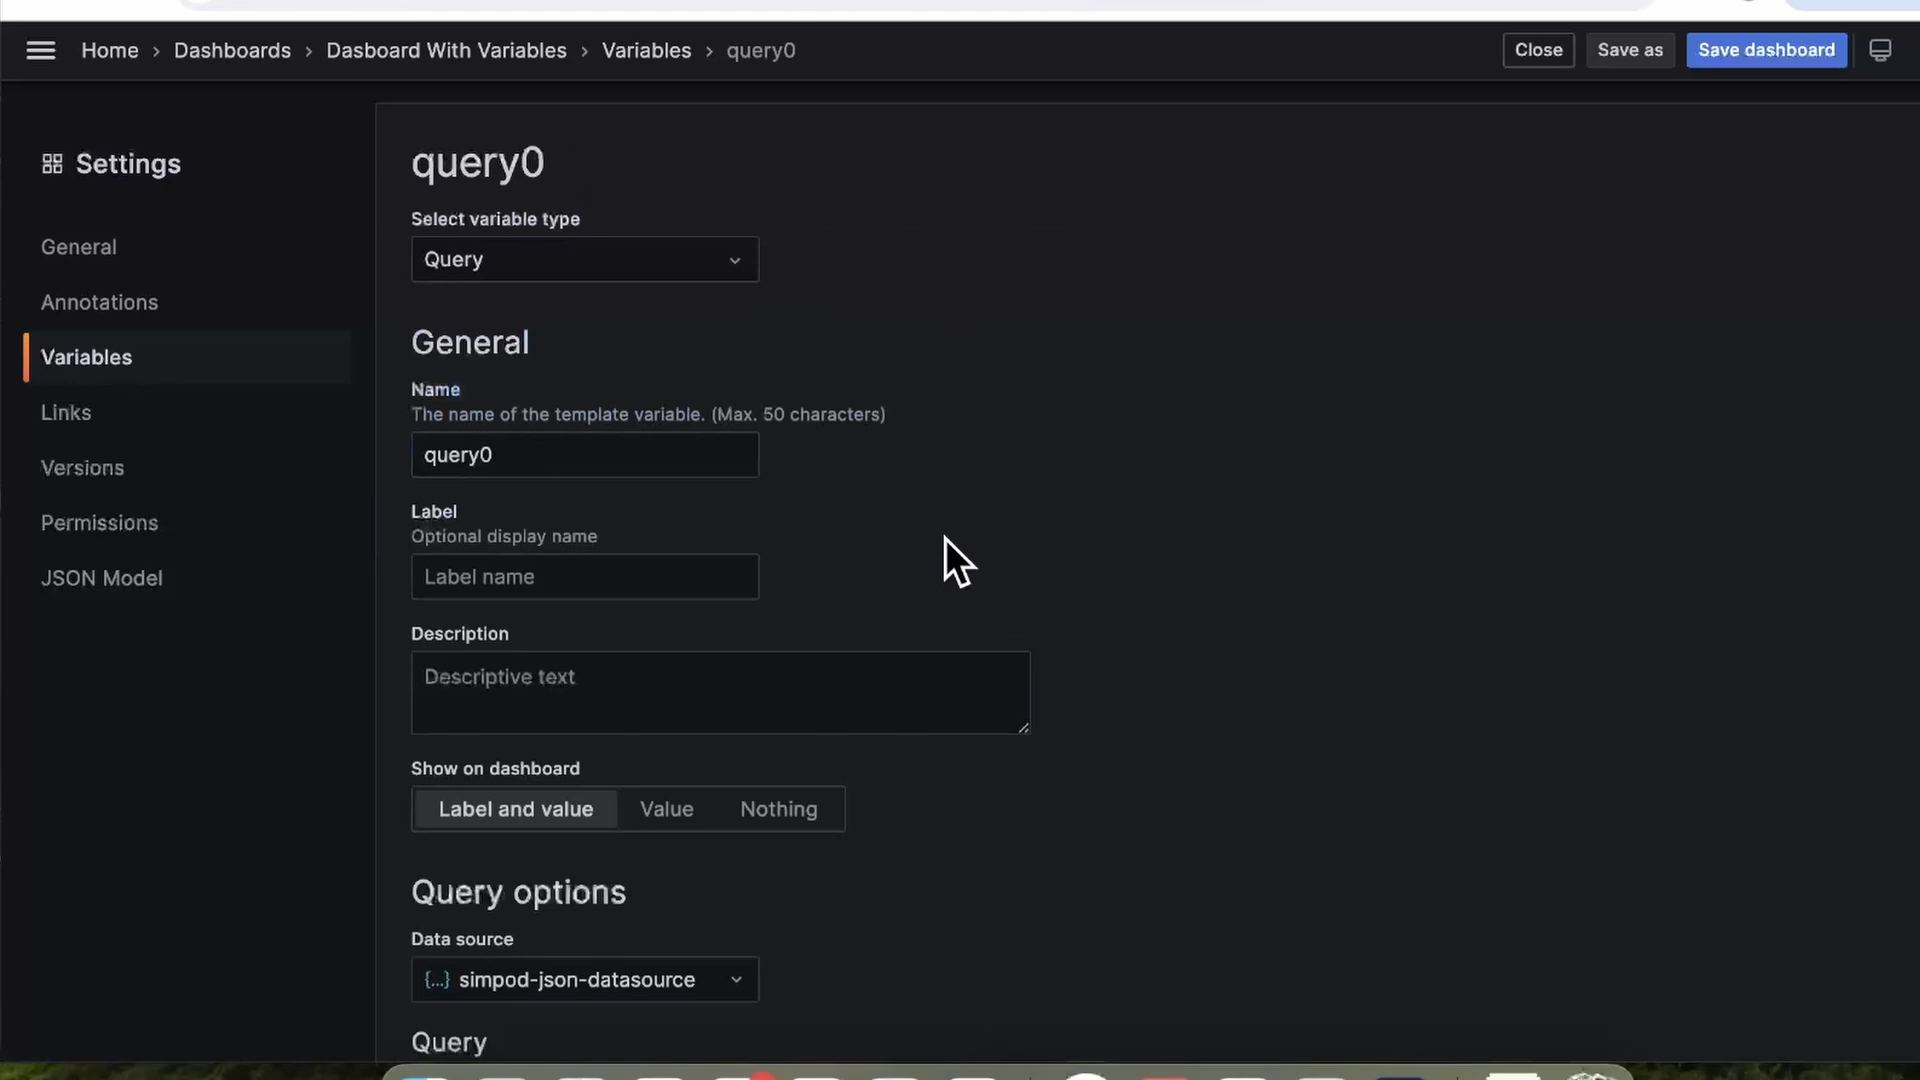 Home › Dashboards › Dasboard With Variables › Variables › query0
Close
Save as
Save dashboard
Settings
General
Annotations
Variables
Links
Versions
Permissions
JSON Model
query0
Select variable type
Query
General
Name
The name of the template variable. (Max. 50 characters)
query0
Label
Optional display name
Label name
Description
Descriptive text
Show on dashboard
Label and value
Value
Nothing
Query options
Data source
{...} simpod-json-datasource
Query